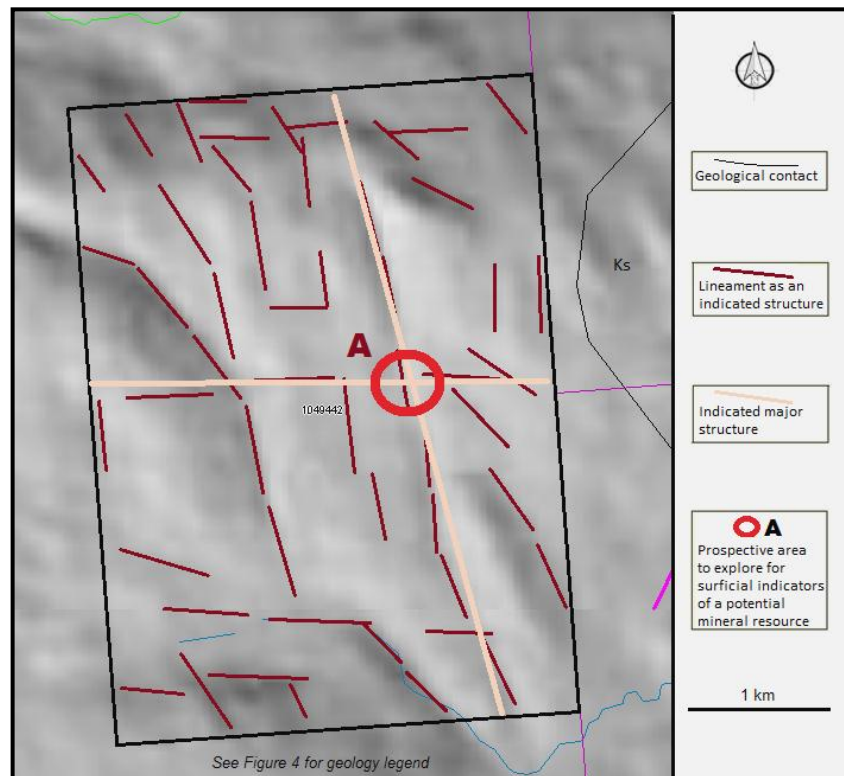 Geological contact
Ks
Lineament as an
indicated structure
A
Indicated major
structure
1049442
A
Prospective area
to explore for
surficial indicators
of a potential
mineral resource
1 km
See Figure 4 for geology legend